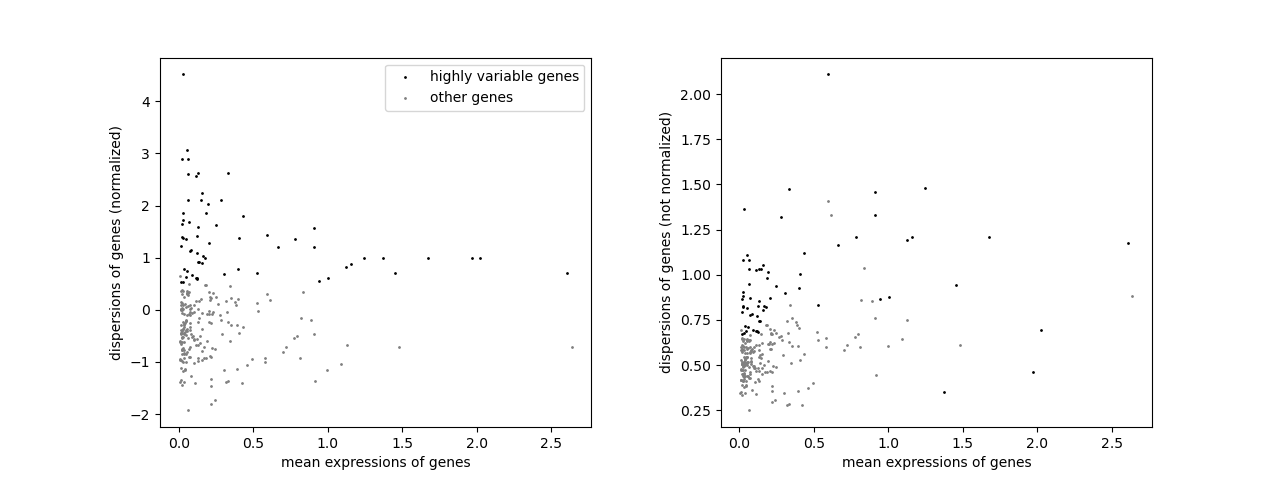 highly variable genes
other genes
4
3
2
1
0
−1
−2
0.0 0.5 1.0 1.5 2.0 2.5
mean expressions of genes
dispersions of genes (normalized)
2.00
1.75
1.50
1.25
1.00
0.75
0.50
0.25
0.0 0.5 1.0 1.5 2.0 2.5
mean expressions of genes
dispersions of genes (not normalized)